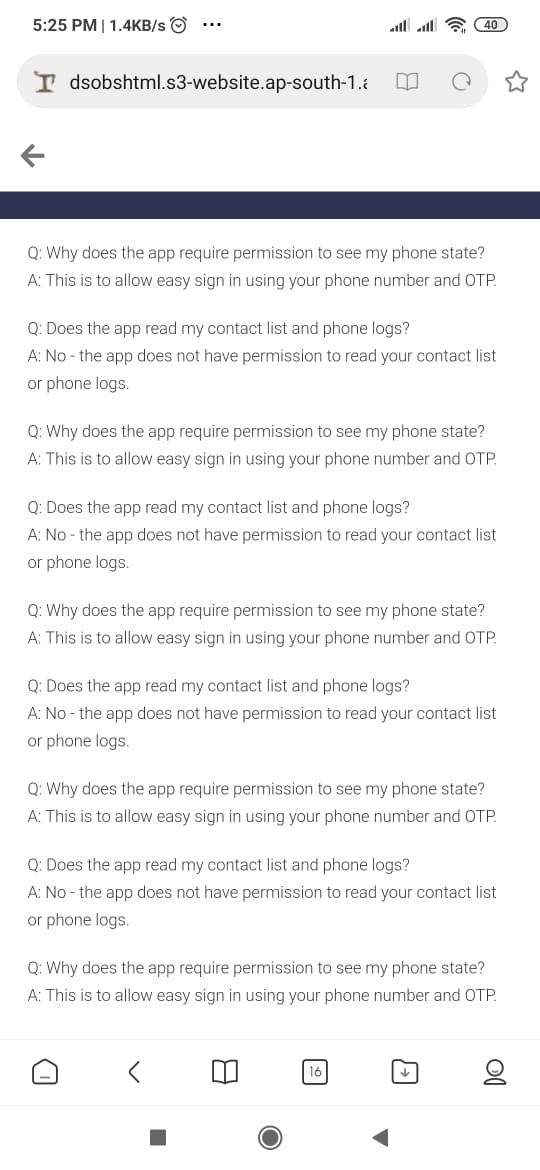 5:25 PM | 1.4KB/s ...
40
dsobshtml.s3-website.ap-south-1.
Q: Why does the app require permission to see my phone state?
A: This is to allow easy sign in using your phone number and OTP.
Q: Does the app read my contact list and phone logs?
A: No - the app does not have permission to read your contact list
or phone logs.
Q: Why does the app require permission to see my phone state?
A: This is to allow easy sign in using your phone number and OTP.
Q: Does the app read my contact list and phone logs?
A: No - the app does not have permission to read your contact list
or phone logs.
Q: Why does the app require permission to see my phone state?
A: This is to allow easy sign in using your phone number and OTP.
Q: Does the app read my contact list and phone logs?
A: No - the app does not have permission to read your contact list
or phone logs.
Q: Why does the app require permission to see my phone state?
A: This is to allow easy sign in using your phone number and OTP.
Q: Does the app read my contact list and phone logs?
A: No - the app does not have permission to read your contact list
or phone logs.
Q: Why does the app require permission to see my phone state?
A: This is to allow easy sign in using your phone number and OTP.
16